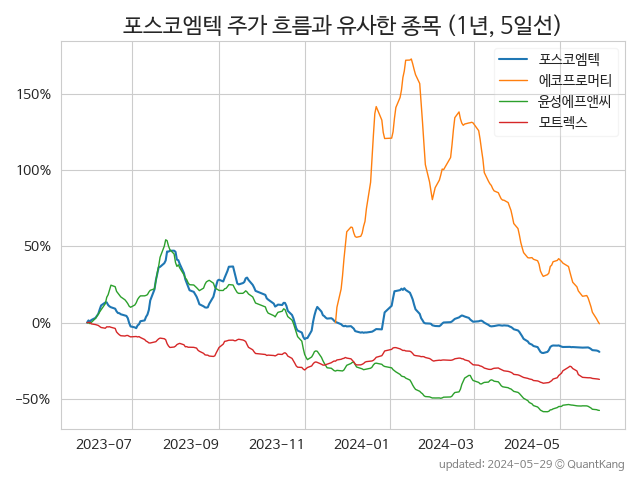 포스코엠텍 주가 흐름과 유사한 종목 (1년, 5일선)
포스코엠텍
에코프로머티
윤성에프앤씨
모트렉스
150%
100%
50%
0%
−50%
2023-07 2023-09 2023-11 2024-01 2024-03 2024-05
updated: 2024-05-29 © QuantKang